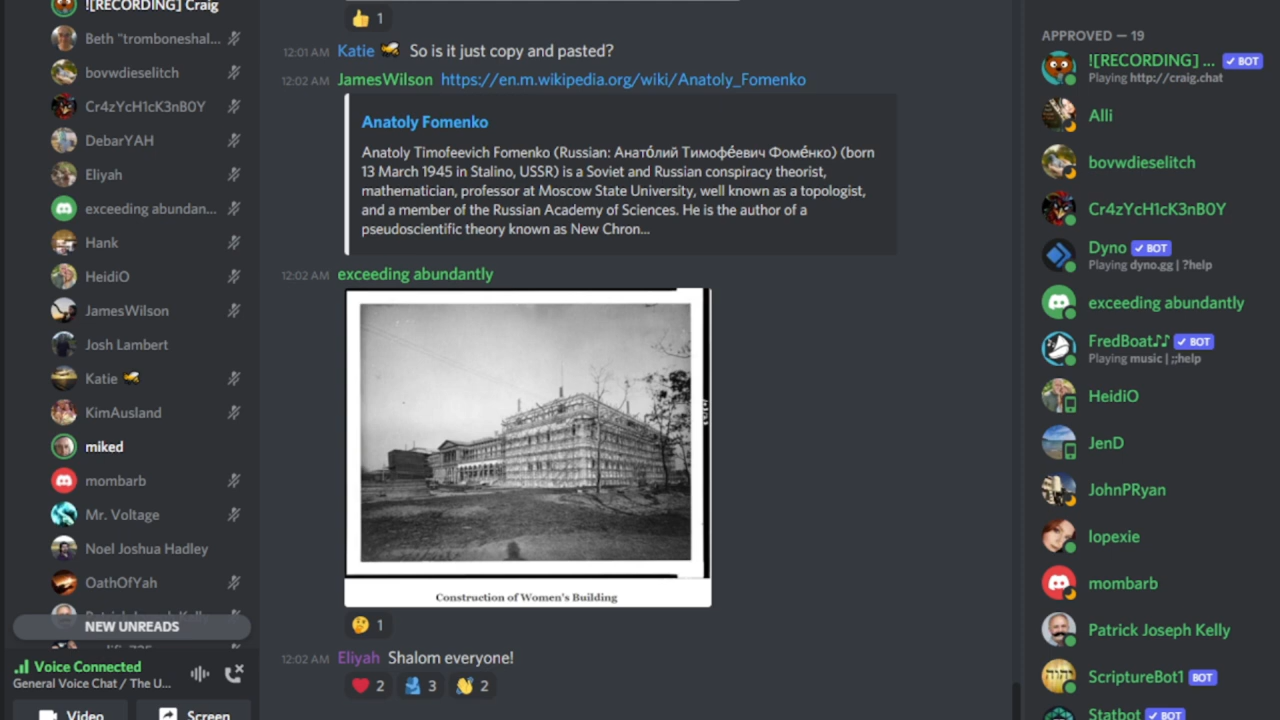 ![RECORDING] Craig
Beth "tromboneshal...
bovwdieselitch
Cr4zYcH1cK3nB0Y
DebarYAH
Eliyah
exceeding abundan...
Hank
HeidiO
JamesWilson
Josh Lambert
Katie
KimAusland
miked
mombarb
Mr. Voltage
Noel Joshua Hadley
OathOfYah
NEW UNREADS
Voice Connected
General Voice Chat / The U...
Video
Screen
👍 1
12:01 AM Katie 🐝 So is it just copy and pasted?
12:02 AM JamesWilson https://en.m.wikipedia.org/wiki/Anatoly_Fomenko
Anatoly Fomenko
Anatoly Timofeevich Fomenko (Russian: Анато́лий Тимофе́евич Фоме́нко) (born
13 March 1945 in Stalino, USSR) is a Soviet and Russian conspiracy theorist,
mathematician, professor at Moscow State University, well known as a topologist,
and a member of the Russian Academy of Sciences. He is the author of a
pseudoscientific theory known as New Chron...
12:02 AM exceeding abundantly
Construction of Women's Building
🤔 1
12:02 AM Eliyah Shalom everyone!
❤️ 2 🫂 3 👋 2
APPROVED — 19
![RECORDING] ... ✓ BOT
Playing http://craig.chat
Alli
bovwdieselitch
Cr4zYcH1cK3nB0Y
Dyno ✓ BOT
Playing dyno.gg | ?help
exceeding abundantly
FredBoat♪♪ ✓ BOT
Playing music | ;;help
HeidiO
JenD
JohnPRyan
lopexie
mombarb
Patrick Joseph Kelly
ScriptureBot1 BOT
Statbot ✓ BOT